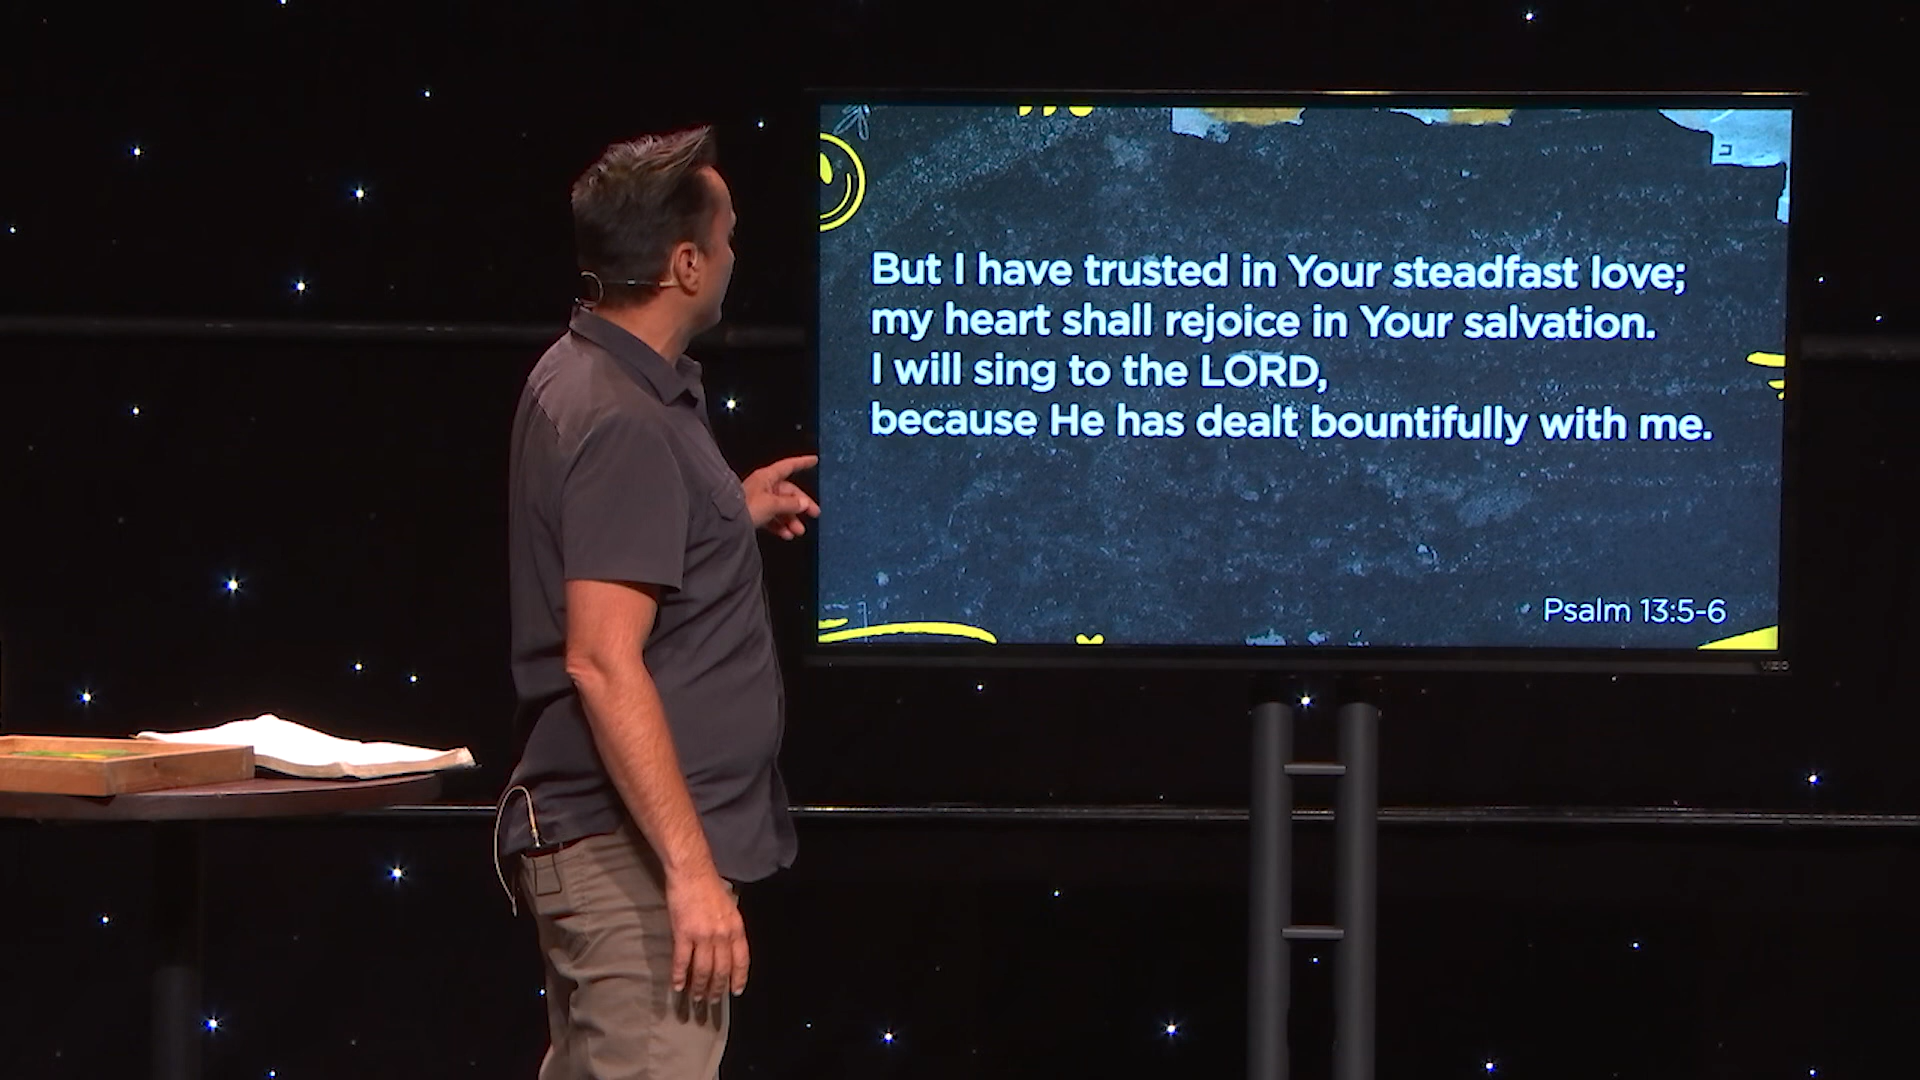 But I have trusted in Your steadfast love;
my heart shall rejoice in Your salvation.
I will sing to the LORD,
because He has dealt bountifully with me.
Psalm 13:5-6
VIZIO